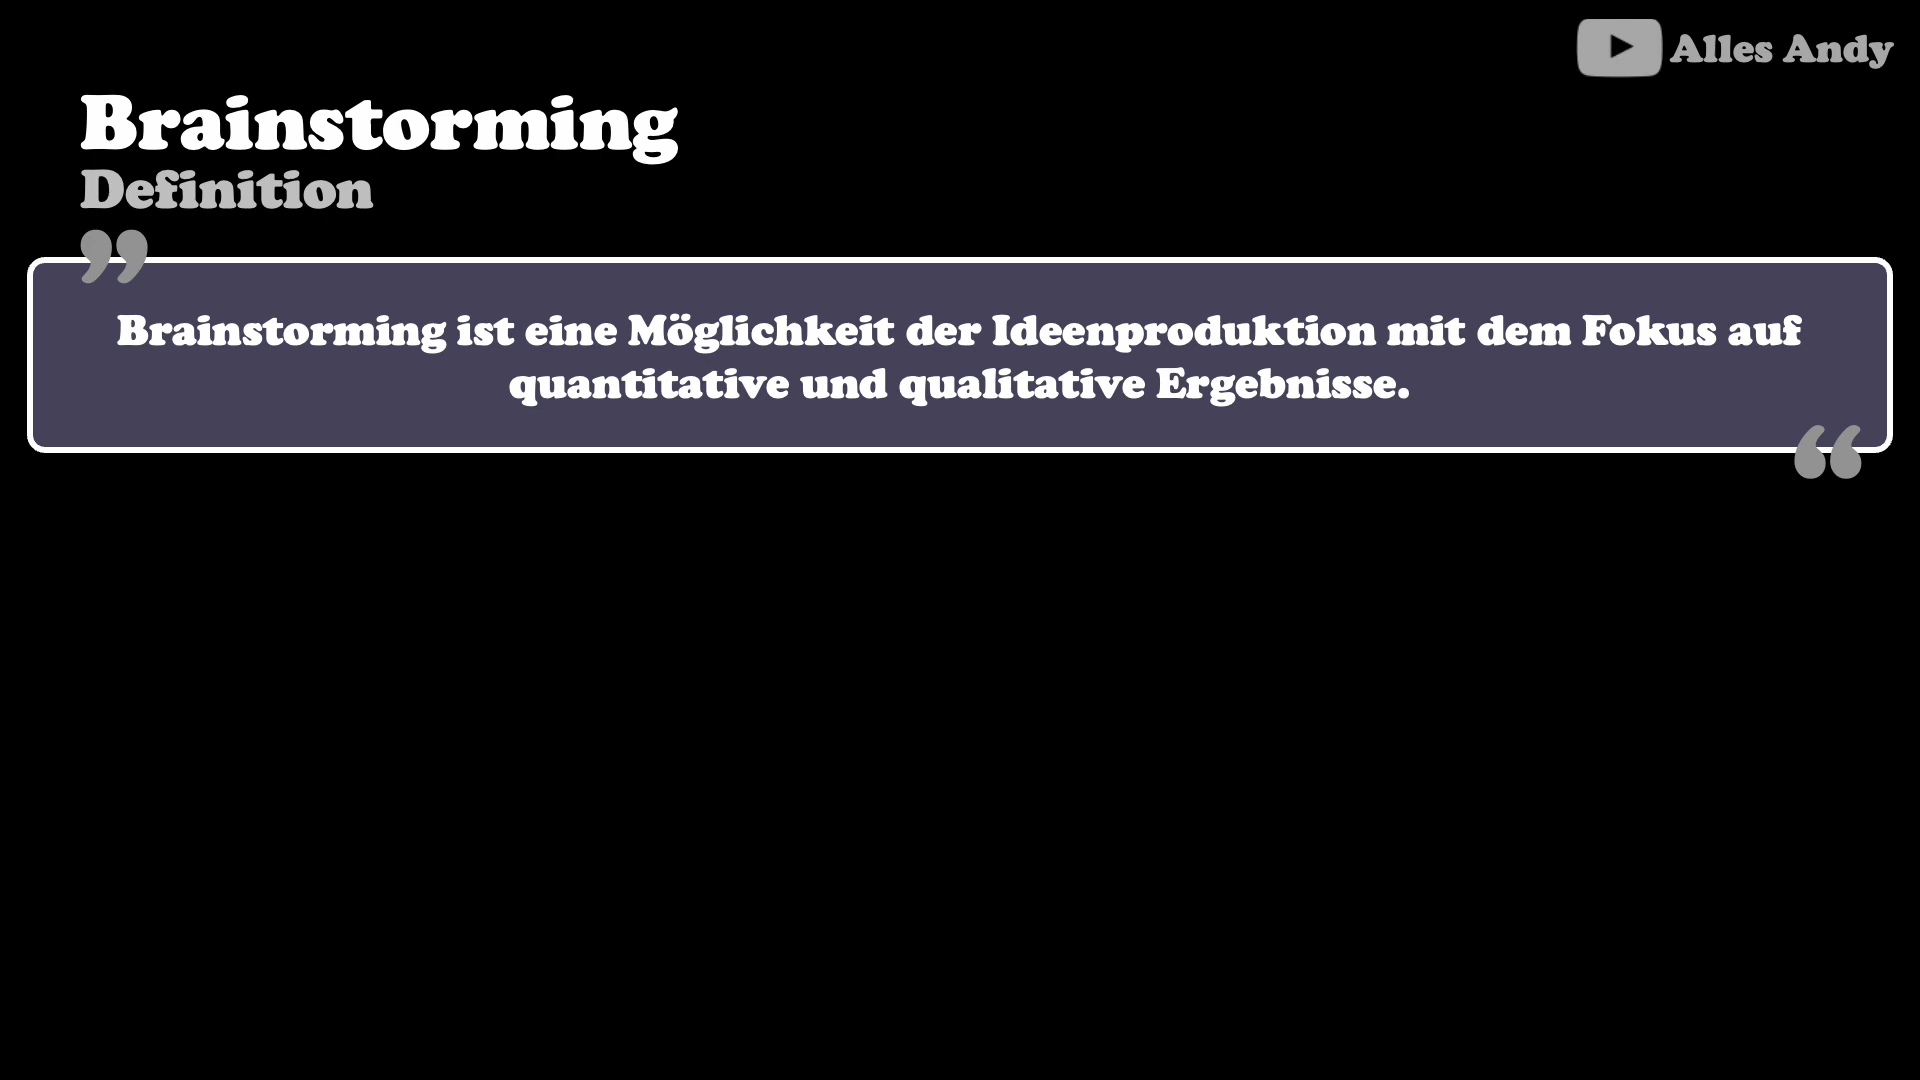 Alles Andy
Brainstorming
Definition
”
Brainstorming ist eine Möglichkeit der Ideenproduktion mit dem Fokus auf
quantitative und qualitative Ergebnisse.
“